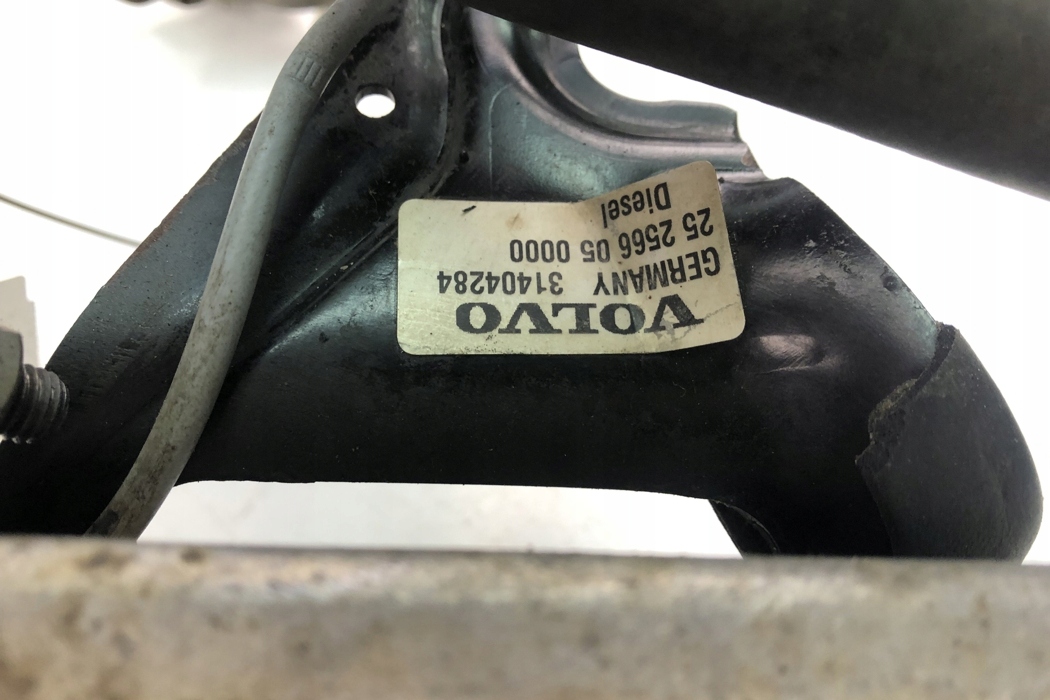 VOLVO
GERMANY 31404284
25 2566 05 0000
Diesel